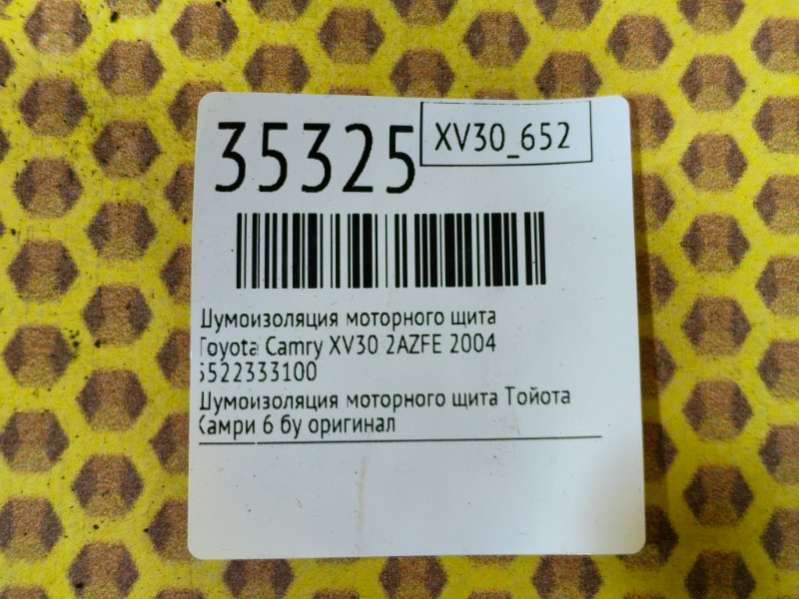 35325
XV30_652
Шумоизоляция моторного щита
Toyota Camry XV30 2AZFE 2004
5522333100
Шумоизоляция моторного щита Тойота
Камри 6 бу оригинал